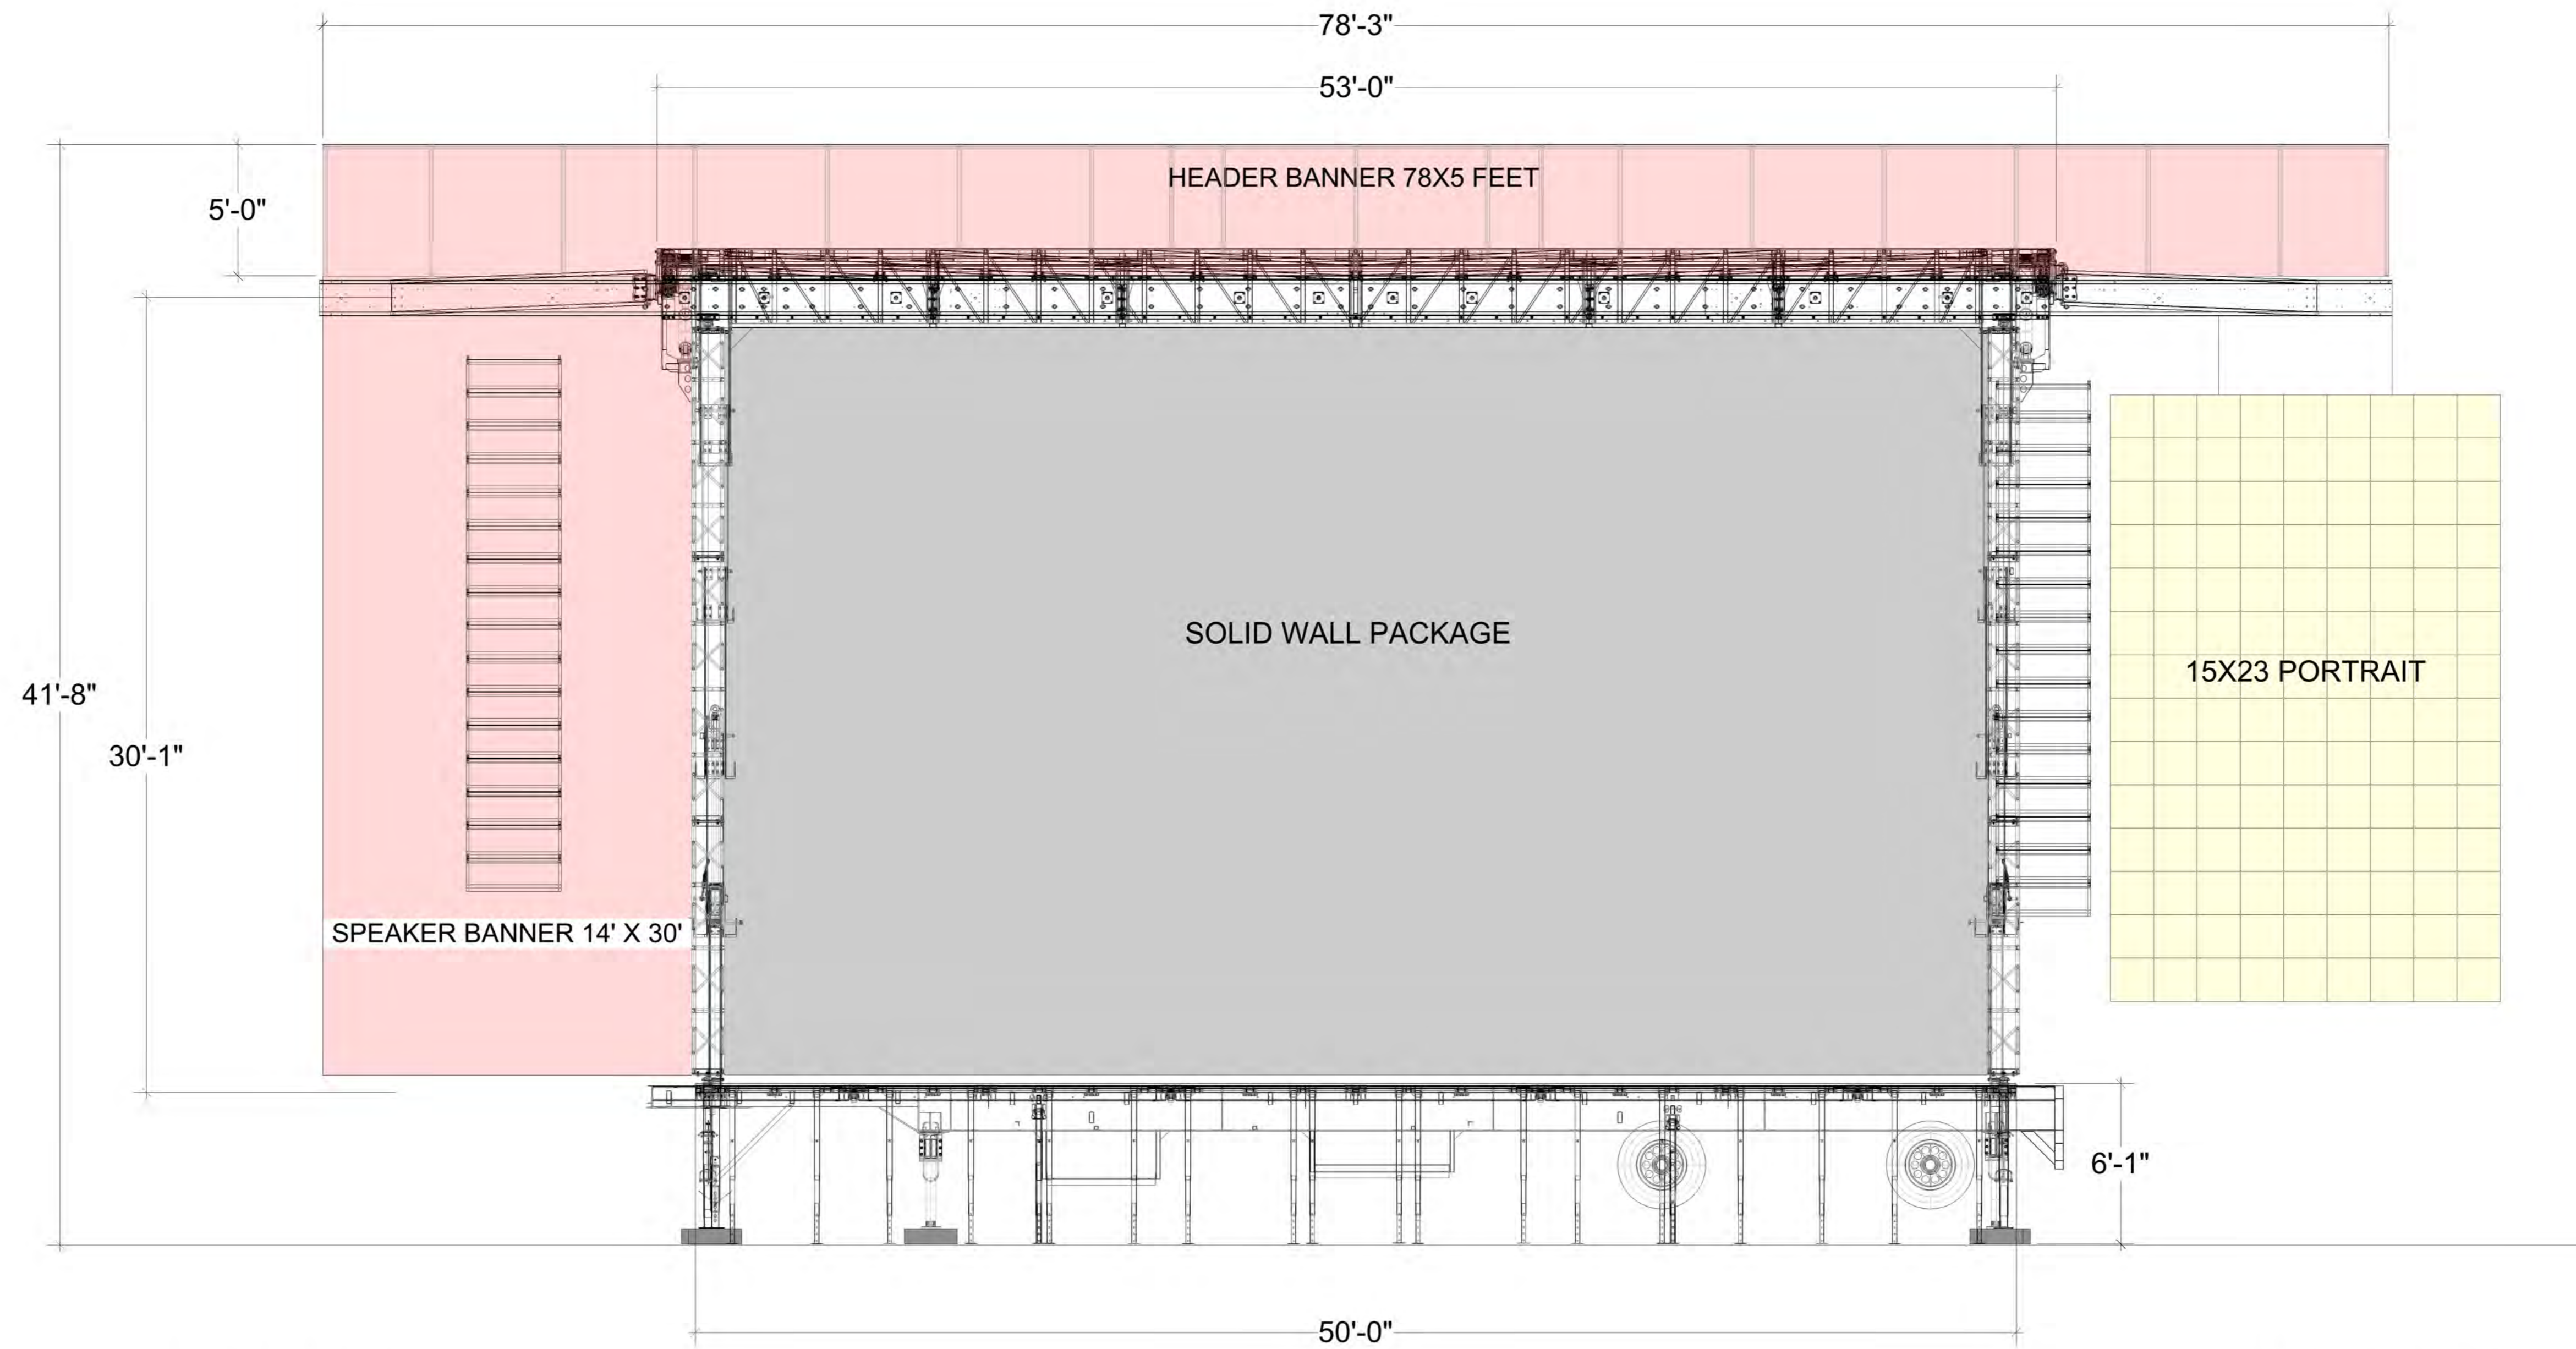 78'-3"
53'-0"
HEADER BANNER 78X5 FEET
5'-0"
SOLID WALL PACKAGE
15X23 PORTRAIT
41'-8"
30'-1"
SPEAKER BANNER 14' X 30'
6'-1"
50'-0"